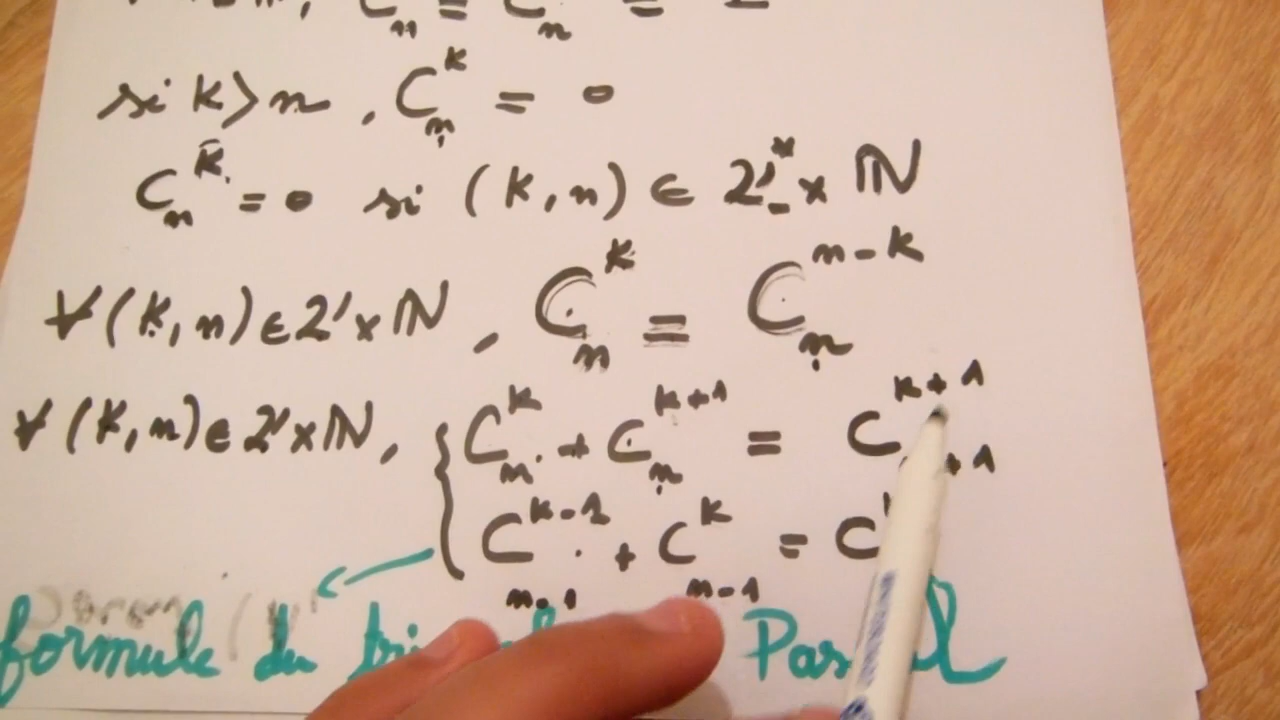 si k > n , C_n^k = 0
C_n^k = 0 si (k, n) ∈ ℤ_-^* × ℕ
∀ (k, n) ∈ ℤ × ℕ , C_n^k = C_n^{n-k}
∀ (k, n) ∈ ℤ × ℕ , { C_n^k + C_n^{k+1} = C_{n+1}^{k+1}
C_{n-1}^{k-1} + C_{n-1}^k = C
formule du Pascal